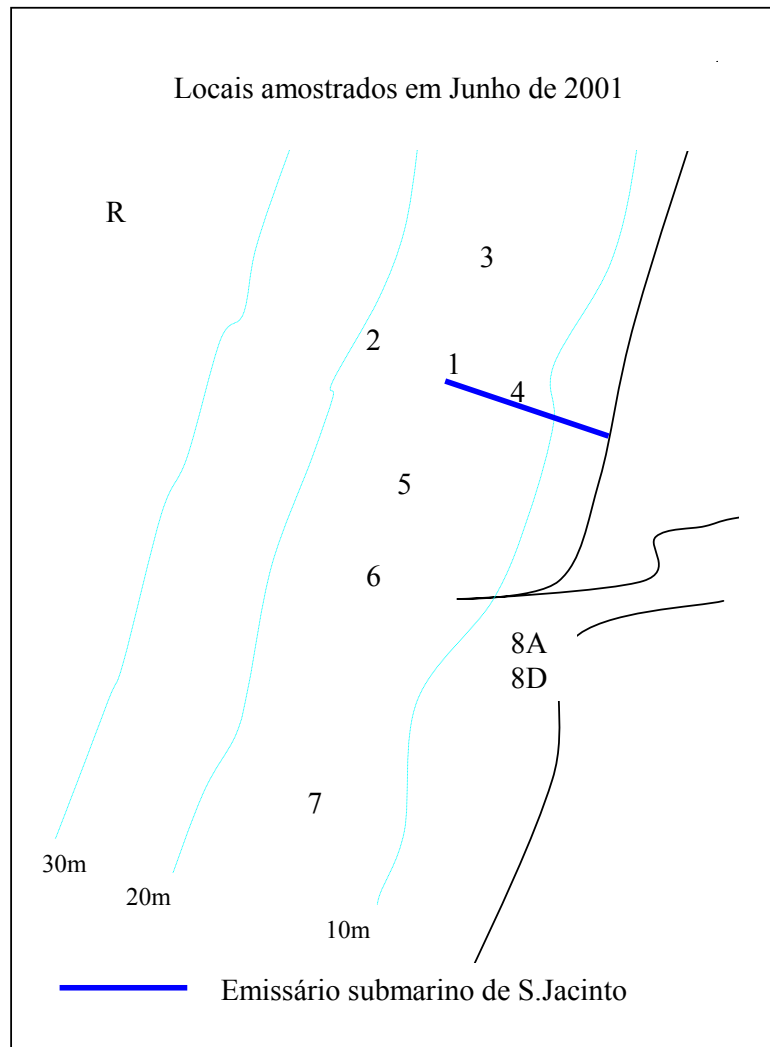 Locais amostrados em Junho de 2001
R
3
2
1
4
5
6
8A
8D
7
30m
20m
10m
Emissário submarino de S.Jacinto